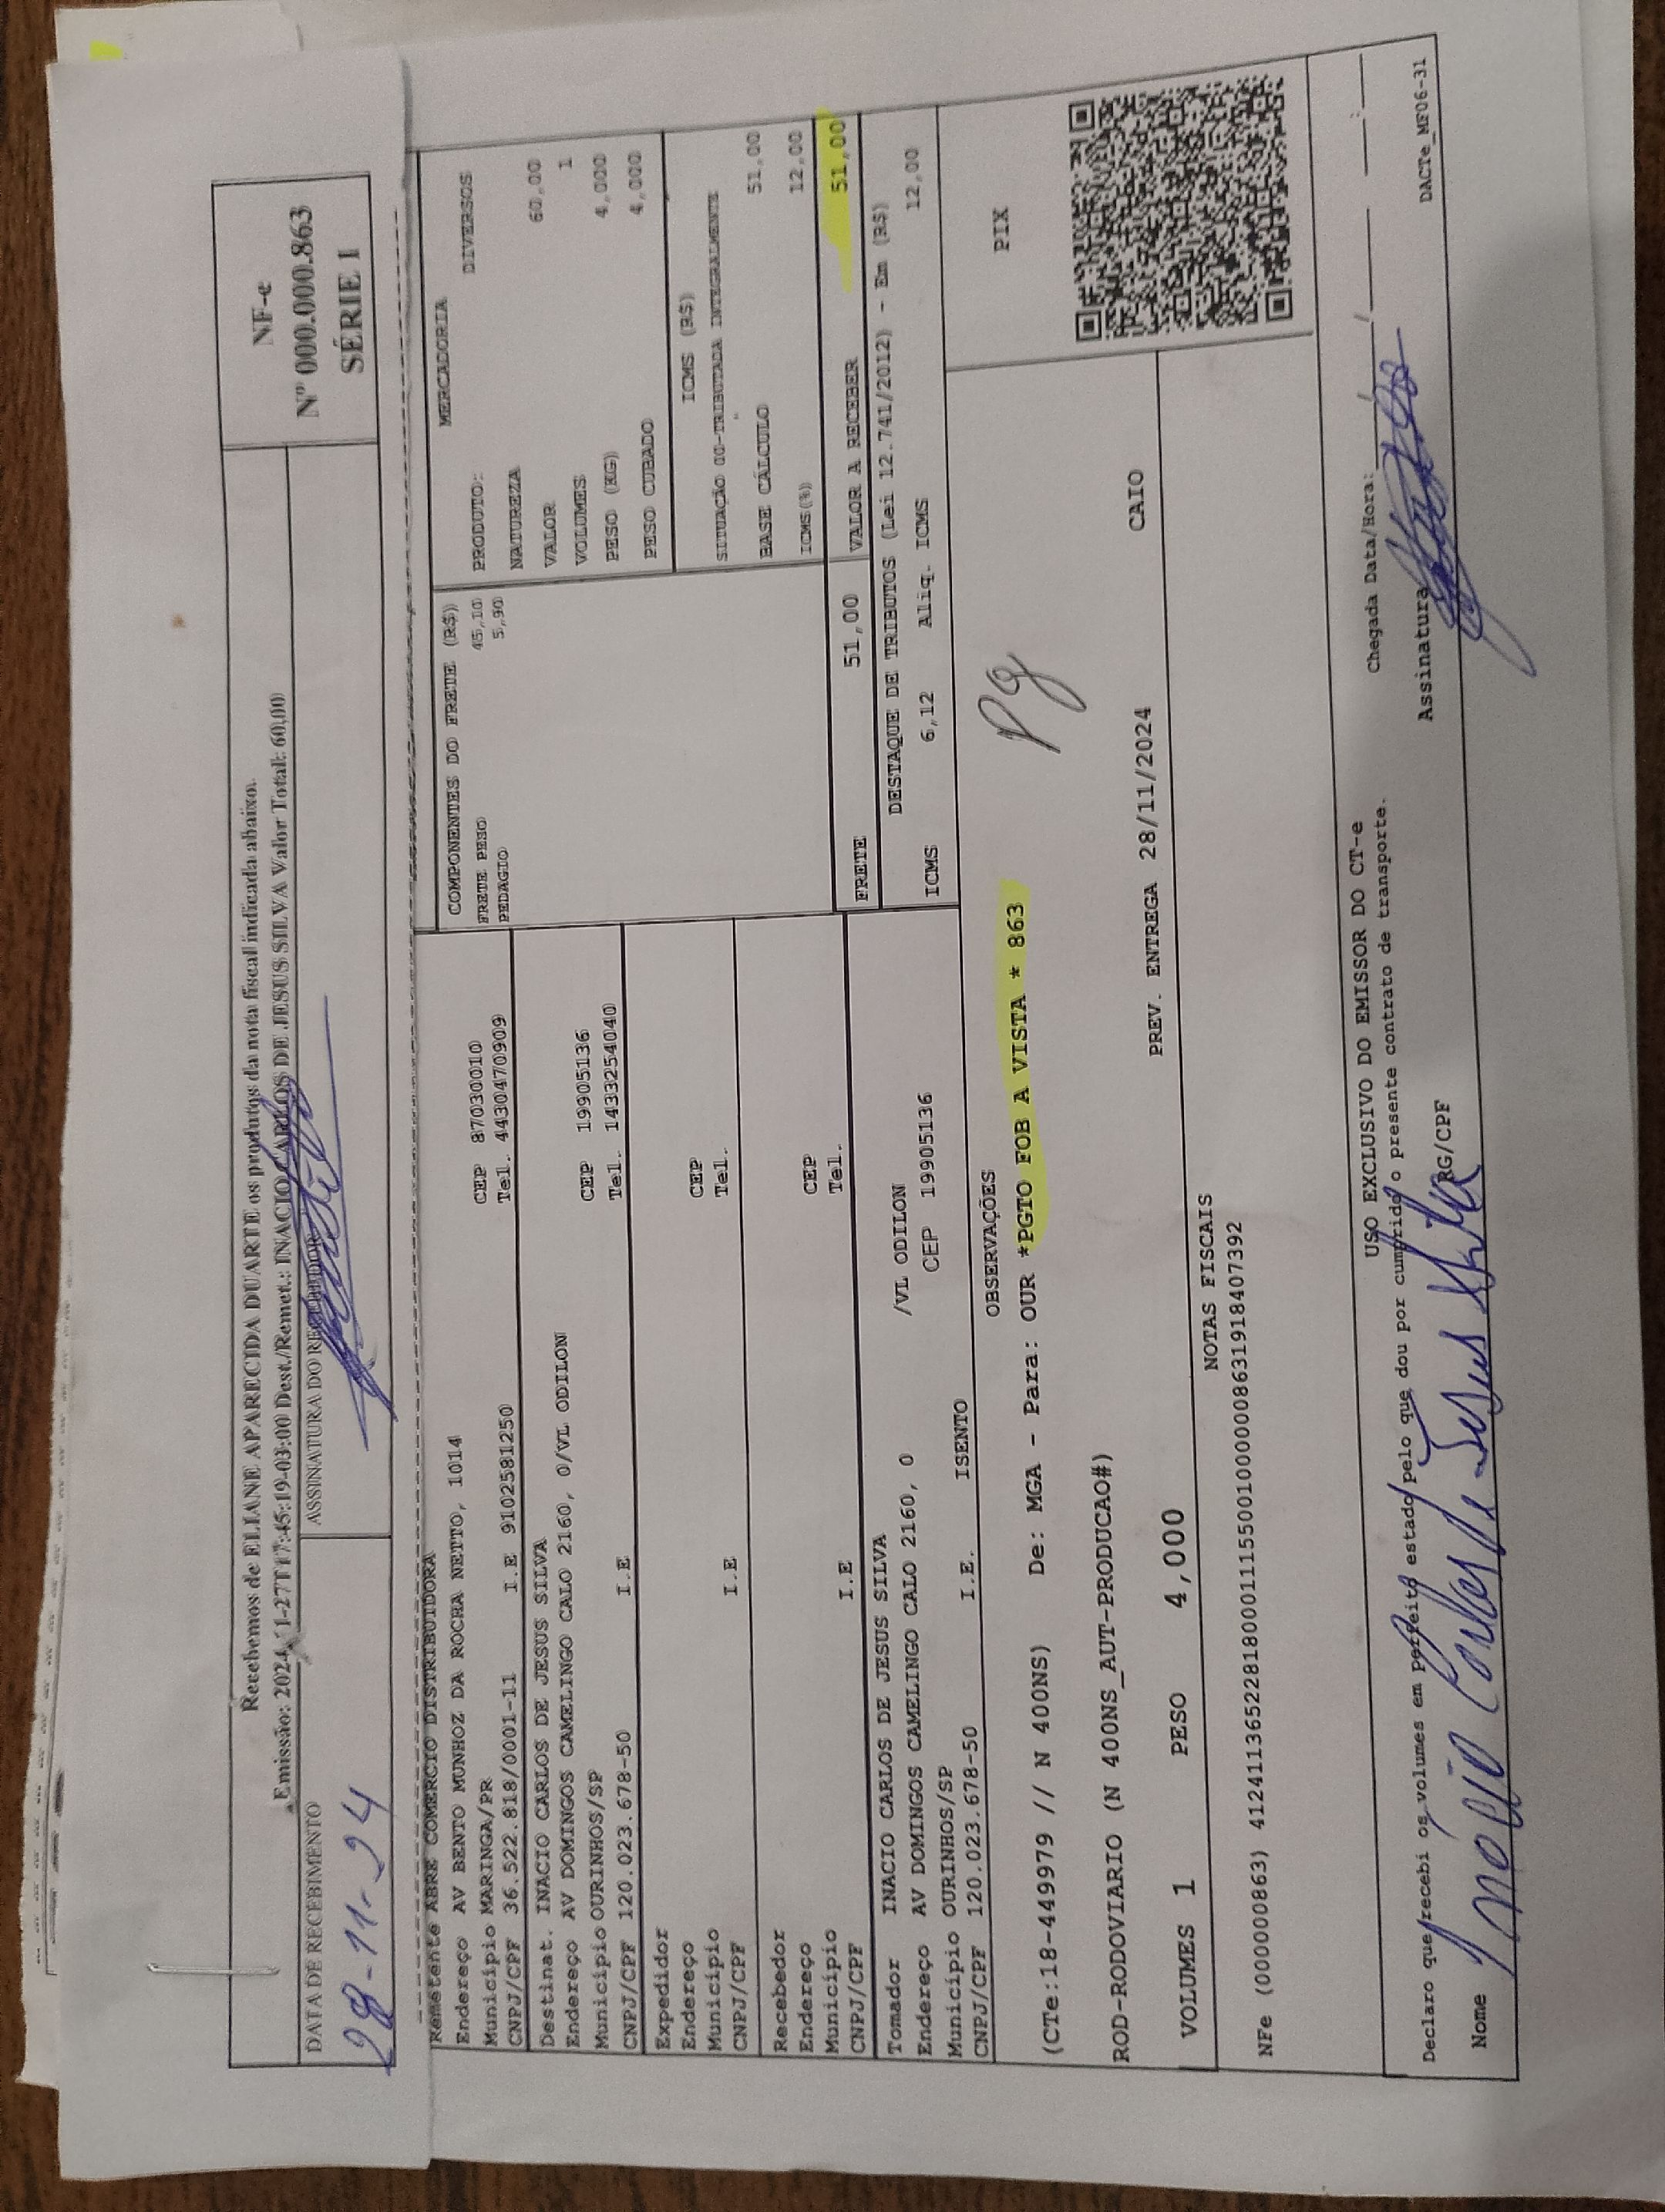 Recebemos de ELIANE APARECIDA DUARTE os produtos da nota fiscal indicada abaixo.
Emissão: 2024-11-27T17:45:19-03:00 Dest./Remet.: INACIO CARLOS DE JESUS SILVA Valor Total: 60,00
DATA DE RECEBIMENTO
28-11-24
ASSINATURA DO RECEBEDOR
NF-e
Nº 000.000.863
SÉRIE 1
Remetente ABRE COMERCIO DISTRIBUIDORA
Endereço AV BENTO MUNHOZ DA ROCHA NETTO, 1014
Município MARINGA/PR CEP 87030010
CNPJ/CPF 36.522.818/0001-11 I.E 9102581250 Tel. 4430470909
Destinat. INACIO CARLOS DE JESUS SILVA
Endereço AV DOMINGOS CAMELINGO CALO 2160, 0/VL ODILON
Município OURINHOS/SP CEP 19905136
CNPJ/CPF 120.023.678-50 I.E Tel. 1433254040
Expedidor
Endereço
Município CEP
CNPJ/CPF I.E Tel.
Recebedor
Endereço
Município CEP
CNPJ/CPF I.E Tel.
Tomador INACIO CARLOS DE JESUS SILVA
Endereço AV DOMINGOS CAMELINGO CALO 2160, 0 /VL ODILON
Município OURINHOS/SP CEP 19905136
CNPJ/CPF 120.023.678-50 I.E. ISENTO
COMPONENTES DO FRETE (R$)
FRETE PESO 45,10
PEDAGIO 5,90
MERCADORIA
PRODUTO: DIVERSOS
NATUREZA
VALOR 60,00
VOLUMES 1
PESO (KG) 4,000
PESO CUBADO 4,000
ICMS (R$)
SITUAÇÃO 00-TRIBUTADA INTEGRALMENTE
BASE CÁLCULO 51,00
ICMS(%) 12,00
FRETE 51,00 VALOR A RECEBER 51,00
DESTAQUE DE TRIBUTOS (Lei 12.741/2012) - Em (R$)
ICMS 6,12 Aliq. ICMS 12,00
OBSERVAÇÕES
(CTe:18-449979 // N 400NS) De: MGA - Para: OUR *PGTO FOB A VISTA * 863
Pg
ROD-RODOVIARIO (N 400NS_AUT-PRODUCAO#) CAIO
VOLUMES 1 PESO 4,000 PREV. ENTREGA 28/11/2024
PIX
NOTAS FISCAIS
NFe (00000863) 41241136522818000111550010000008631918407392
USO EXCLUSIVO DO EMISSOR DO CT-e
Declaro que recebi os volumes em perfeito estado pelo que dou por cumprido o presente contrato de transporte.
Chegada Data/Hora: ___/___/___ ___:___
Nome Inacio Carlos de Jesus Silva RG/CPF Assinatura
DACTe_MF06-31